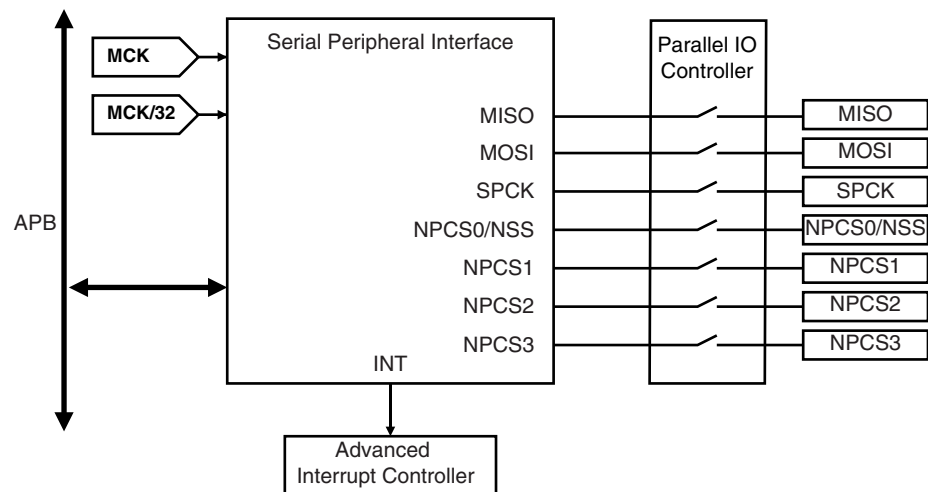 Serial Peripheral Interface
Parallel IO
Controller
MCK
MCK/32
APB
MISO
MOSI
SPCK
NPCS0/NSS
NPCS1
NPCS2
NPCS3
INT
MISO
MOSI
SPCK
NPCS0/NSS
NPCS1
NPCS2
NPCS3
Advanced
Interrupt Controller